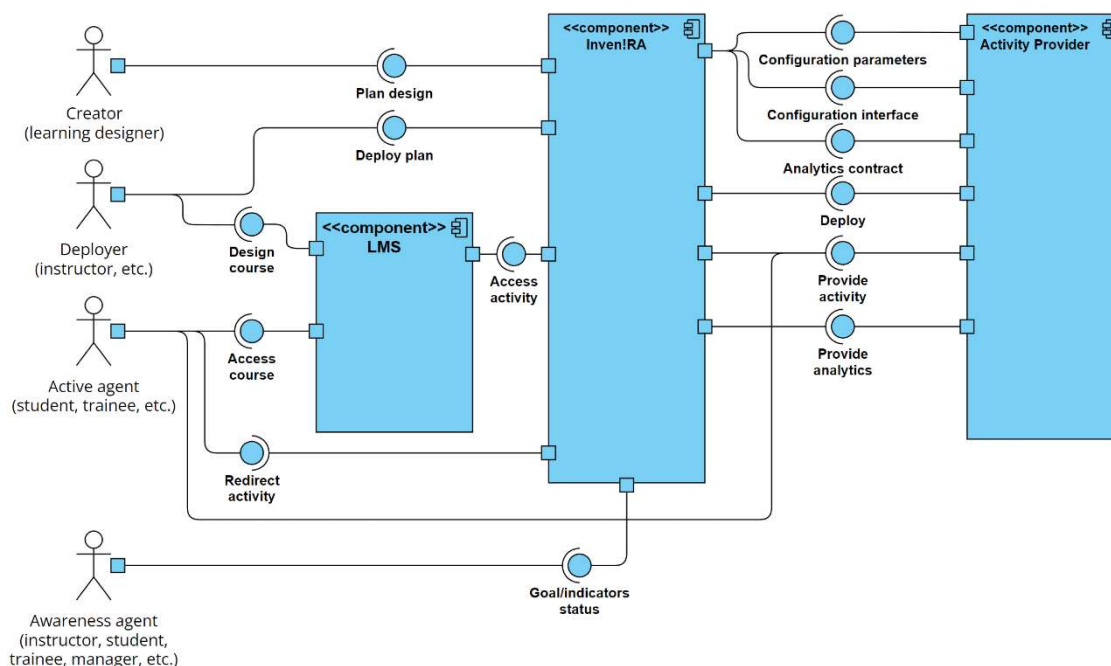 <<component>>
Inven!RA
<<component>>
Activity Provider
Creator
(learning designer)
Plan design
Configuration parameters
Configuration interface
Deploy plan
Analytics contract
Deployer
(instructor, etc.)
Design
course
<<component>>
LMS
Access
activity
Deploy
Provide
activity
Active agent
(student, trainee, etc.)
Access
course
Provide
analytics
Redirect
activity
Awareness agent
(instructor, student,
trainee, manager, etc.)
Goal/indicators
status